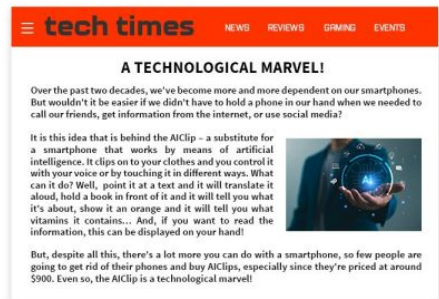 tech times
NEWS REVIEWS GAMING EVENTS
A TECHNOLOGICAL MARVEL!
Over the past two decades, we've become more and more dependent on our smartphones.
But wouldn't it be easier if we didn't have to hold a phone in our hand when we needed to
call our friends, get information from the internet, or use social media?
It is this idea that is behind the AIClip – a substitute for
a smartphone that works by means of artificial
intelligence. It clips on to your clothes and you control it
with your voice or by touching it in different ways. What
can it do? Well, point it at a text and it will translate it
aloud, hold a book in front of it and it will tell you what
it's about, show it an orange and it will tell you what
vitamins it contains... And, if you want to read the
information, this can be displayed on your hand!
AI
But, despite all this, there's a lot more you can do with a smartphone, so few people are
going to get rid of their phones and buy AIClips, especially since they're priced at around
$900. Even so, the AIClip is a technological marvel!